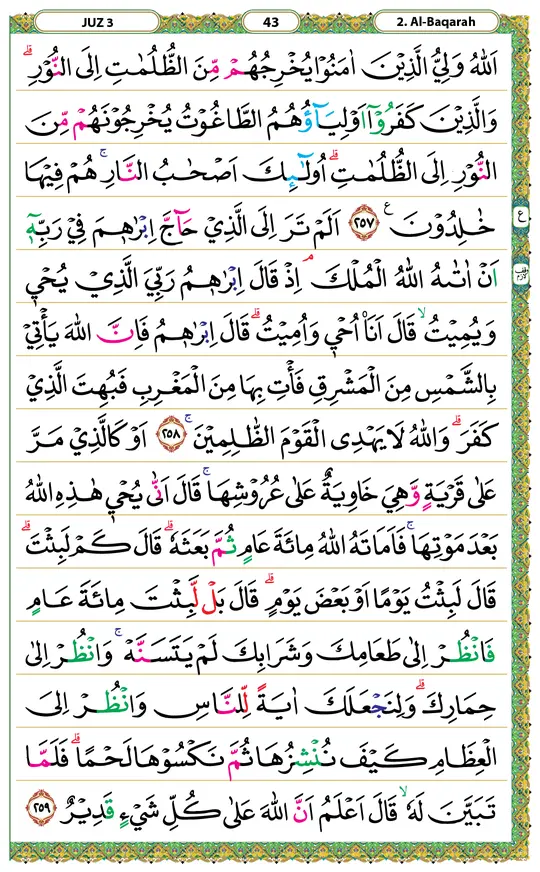 JUZ 3 43 2. Al-Baqarah
اَللّٰهُ وَلِيُّ الَّذِيْنَ اٰمَنُوْا يُخْرِجُهُمْ مِّنَ الظُّلُمٰتِ اِلَى النُّوْرِۗ
وَالَّذِيْنَ كَفَرُوْٓا اَوْلِيَاۤؤُهُمُ الطَّاغُوْتُ يُخْرِجُوْنَهُمْ مِّنَ
النُّوْرِ اِلَى الظُّلُمٰتِۗ اُولٰۤىِٕكَ اَصْحٰبُ النَّارِۚ هُمْ فِيْهَا
خٰلِدُوْنَ ࣖ ٢٥٧ اَلَمْ تَرَ اِلَى الَّذِيْ حَاۤجَّ اِبْرٰهٖمَ فِيْ رَبِّهٖٓ
اَنْ اٰتٰىهُ اللّٰهُ الْمُلْكَۘ اِذْ قَالَ اِبْرٰهٖمُ رَبِّيَ الَّذِيْ يُحْيٖ
وَيُمِيْتُۙ قَالَ اَنَا۠ اُحْيٖ وَاُمِيْتُۗ قَالَ اِبْرٰهٖمُ فَاِنَّ اللّٰهَ يَأْتِيْ
بِالشَّمْسِ مِنَ الْمَشْرِقِ فَأْتِ بِهَا مِنَ الْمَغْرِبِ فَبُهِتَ الَّذِيْ
كَفَرَۗ وَاللّٰهُ لَا يَهْدِى الْقَوْمَ الظّٰلِمِيْنَۚ ٢٥٨ اَوْ كَالَّذِيْ مَرَّ
عَلٰى قَرْيَةٍ وَّهِيَ خَاوِيَةٌ عَلٰى عُرُوْشِهَاۚ قَالَ اَنّٰى يُحْيٖ هٰذِهِ اللّٰهُ
بَعْدَ مَوْتِهَاۚ فَاَمَاتَهُ اللّٰهُ مِائَةَ عَامٍ ثُمَّ بَعَثَهٗۗ قَالَ كَمْ لَبِثْتَۗ
قَالَ لَبِثْتُ يَوْمًا اَوْ بَعْضَ يَوْمٍۗ قَالَ بَلْ لَّبِثْتَ مِائَةَ عَامٍ
فَانْظُرْ اِلٰى طَعَامِكَ وَشَرَابِكَ لَمْ يَتَسَنَّهْۚ وَانْظُرْ اِلٰى
حِمَارِكَۗ وَلِنَجْعَلَكَ اٰيَةً لِّلنَّاسِ وَانْظُرْ اِلَى
الْعِظَامِ كَيْفَ نُنْشِزُهَا ثُمَّ نَكْسُوْهَا لَحْمًاۗ فَلَمَّا
تَبَيَّنَ لَهٗۙ قَالَ اَعْلَمُ اَنَّ اللّٰهَ عَلٰى كُلِّ شَيْءٍ قَدِيْرٌ ٢٥٩
ع